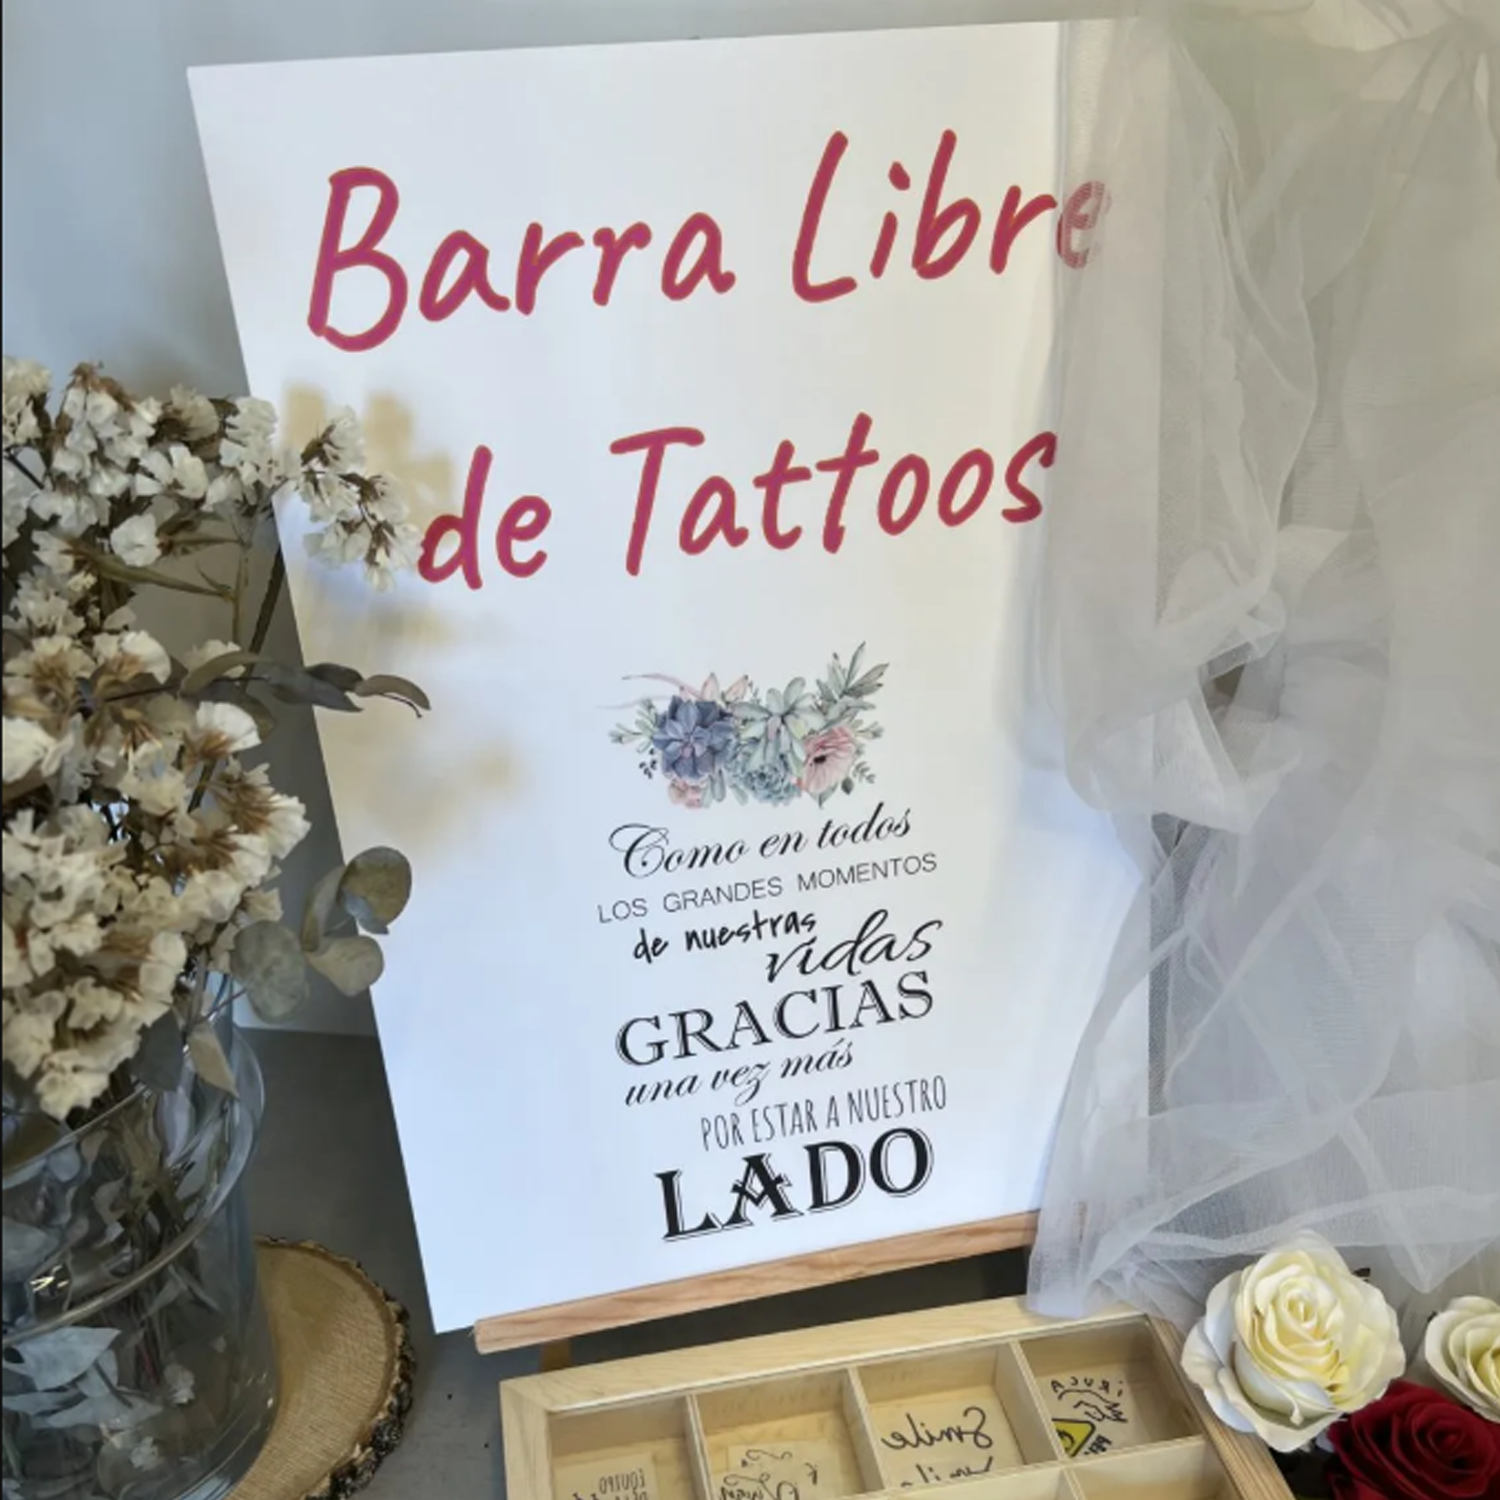 Barra Libre
de Tattoos
Como en todos
LOS GRANDES MOMENTOS
de nuestras
vidas
GRACIAS
una vez más
POR ESTAR A NUESTRO
LADO
Smile